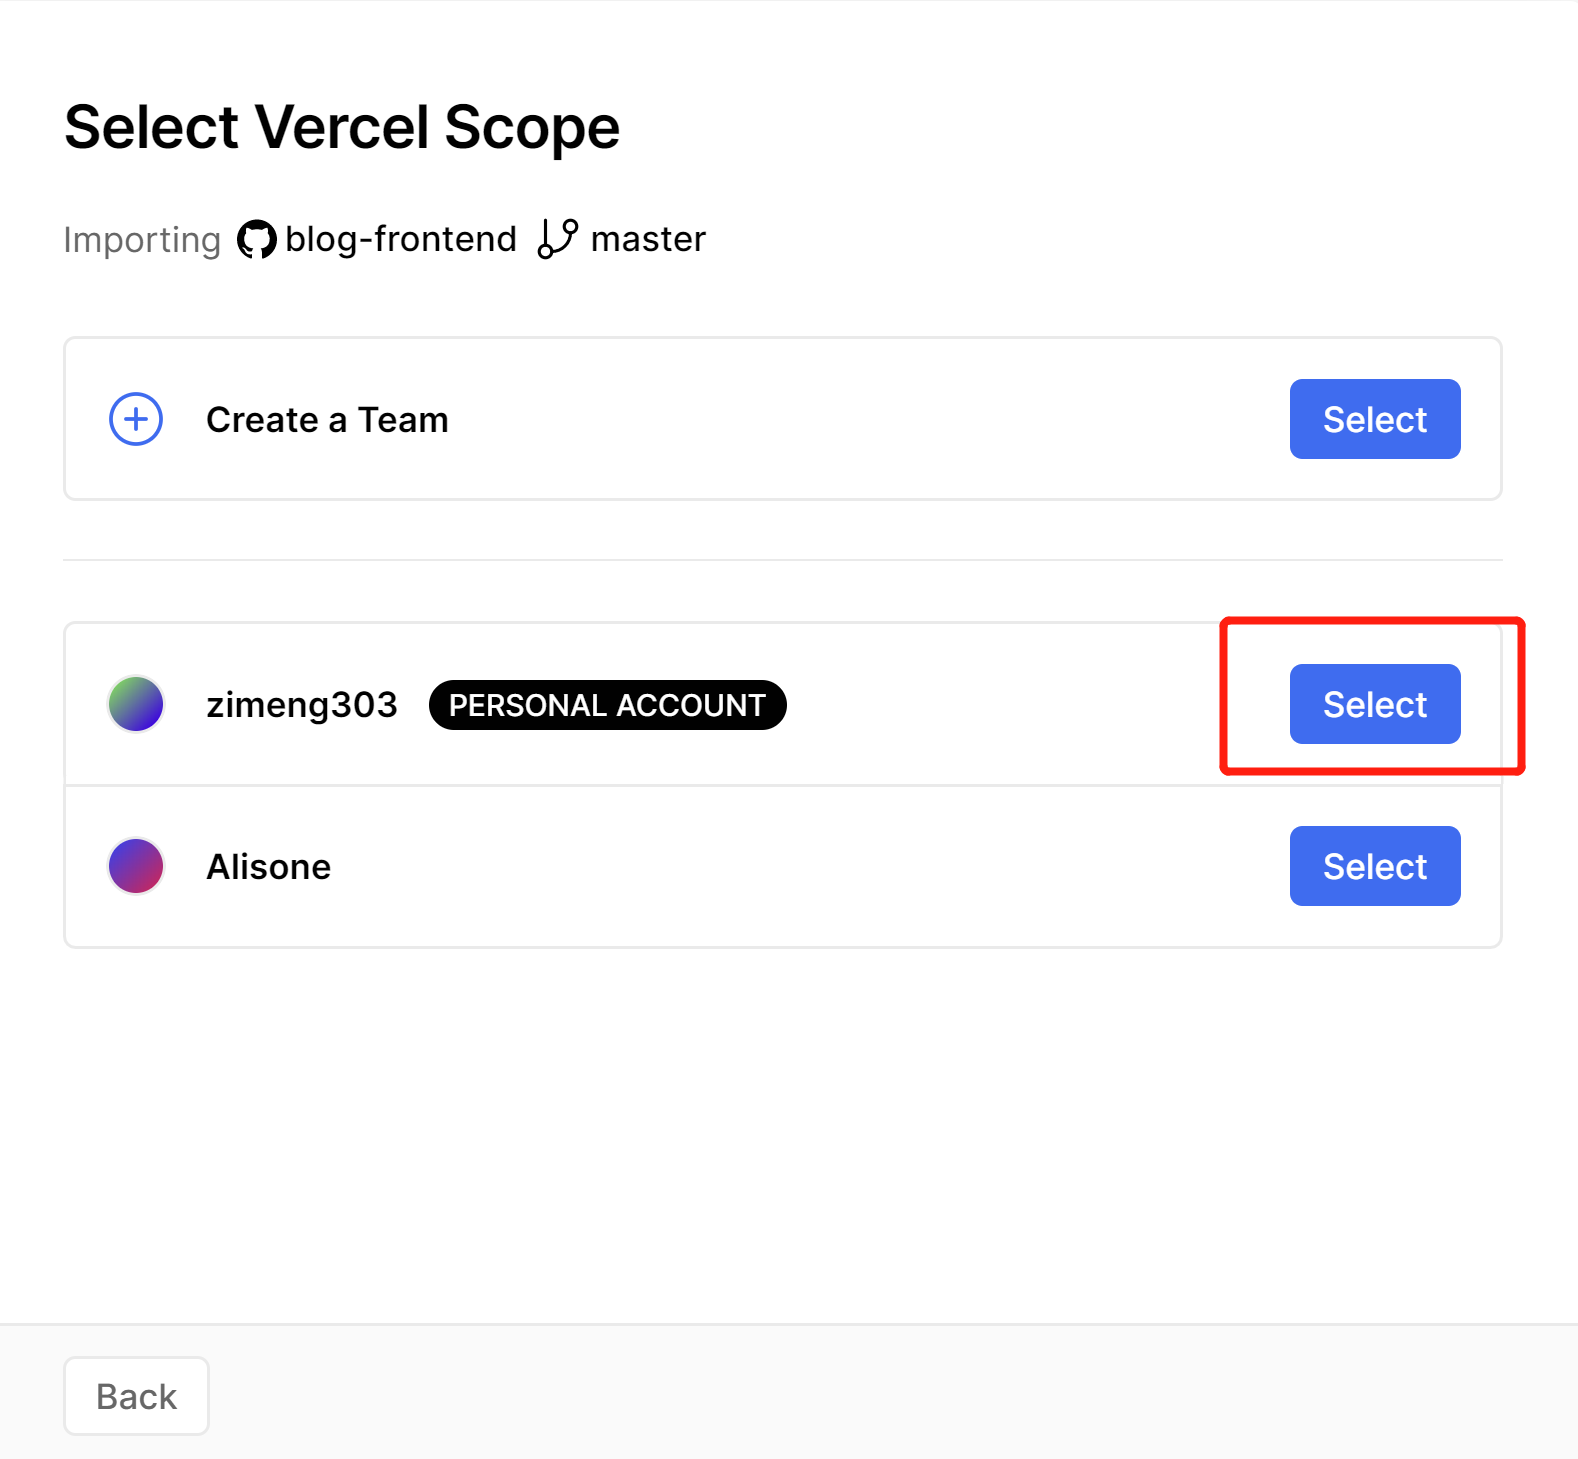 Select Vercel Scope
Importing blog-frontend master
Create a Team Select
zimeng303 PERSONAL ACCOUNT Select
Alisone Select
Back